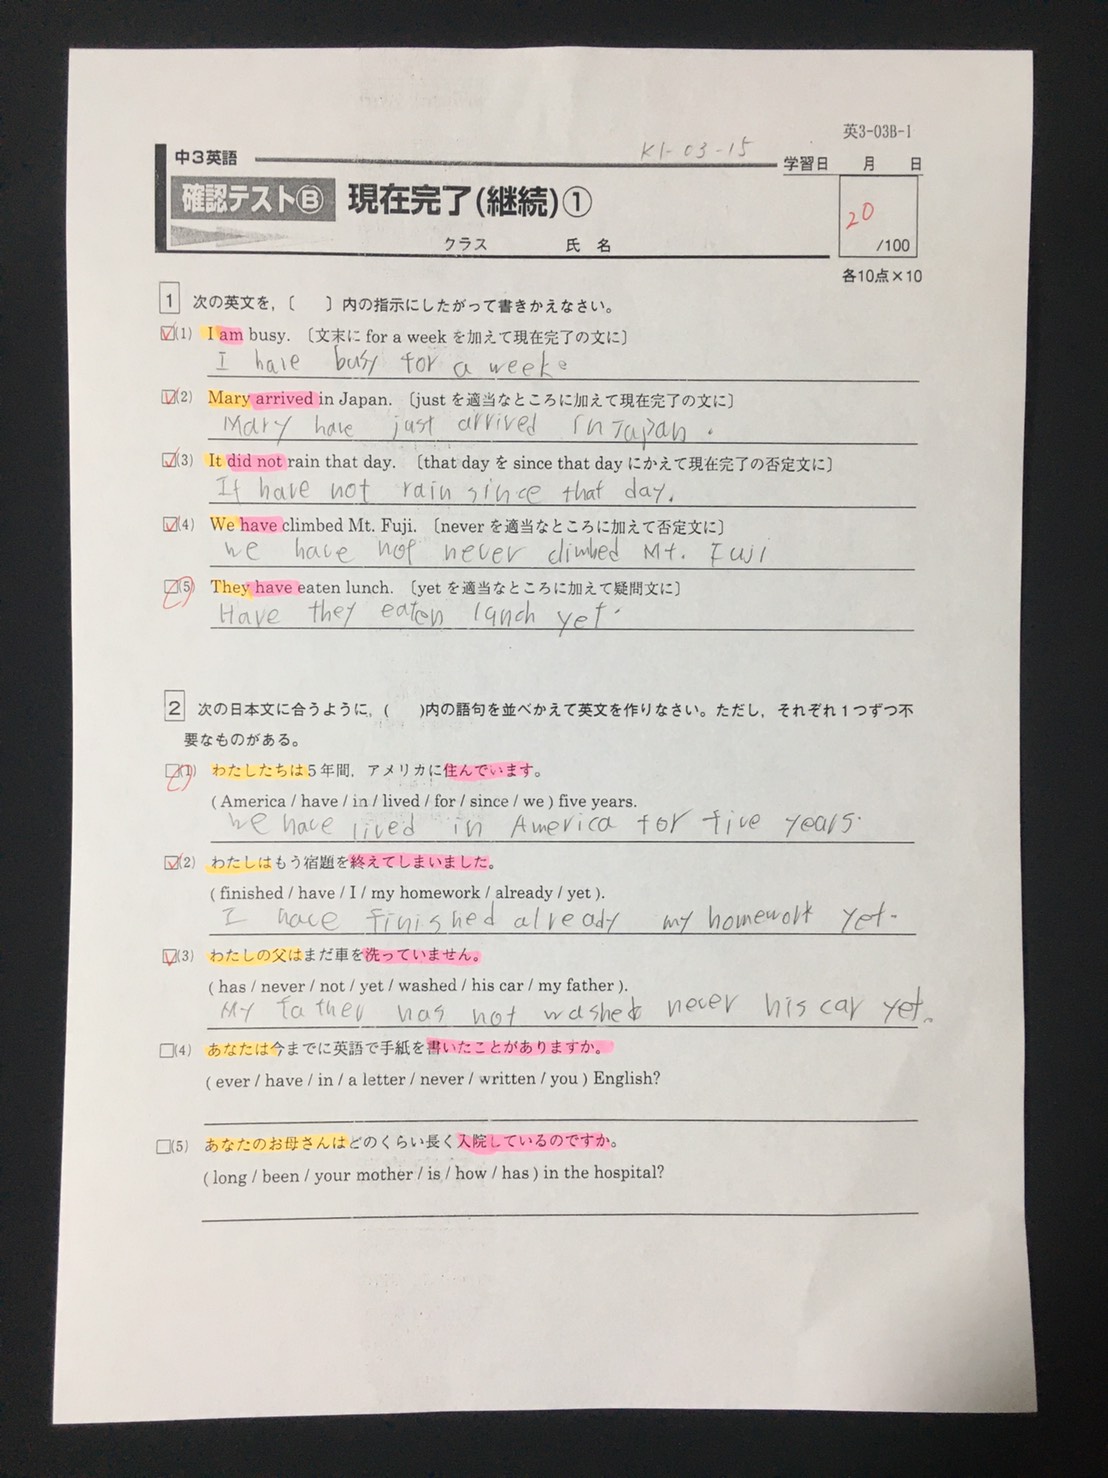 英3-03B-1
中3英語
K1-03-15
学習日 月 日
確認テストⒷ 現在完了(継続)①
20
/100
クラス 氏名
各10点×10
1 次の英文を,〔 〕内の指示にしたがって書きかえなさい。
□(1) I am busy. 〔文末に for a week を加えて現在完了の文に〕
I have busy for a week.
□(2) Mary arrived in Japan. 〔just を適当なところに加えて現在完了の文に〕
Mary have just arrived in Japan.
□(3) It did not rain that day. 〔that day を since that day にかえて現在完了の否定文に〕
It have not rain since that day.
□(4) We have climbed Mt. Fuji. 〔never を適当なところに加えて否定文に〕
We have not never climbed Mt. Fuji
□(5) They have eaten lunch. 〔yet を適当なところに加えて疑問文に〕
Have they eaten lunch yet.
2 次の日本文に合うように,( )内の語句を並べかえて英文を作りなさい。ただし,それぞれ1つずつ不
要なものがある。
□(1) わたしたちは5年間,アメリカに住んでいます。
( America / have / in / lived / for / since / we ) five years.
We have lived in America for five years.
□(2) わたしはもう宿題を終えてしまいました。
( finished / have / I / my homework / already / yet ).
I have finished already my homework yet.
□(3) わたしの父はまだ車を洗っていません。
( has / never / not / yet / washed / his car / my father ).
My father has not washed never his car yet.
□(4) あなたは今までに英語で手紙を書いたことがありますか。
( ever / have / in / a letter / never / written / you ) English?
□(5) あなたのお母さんはどのくらい長く入院しているのですか。
( long / been / your mother / is / how / has ) in the hospital?